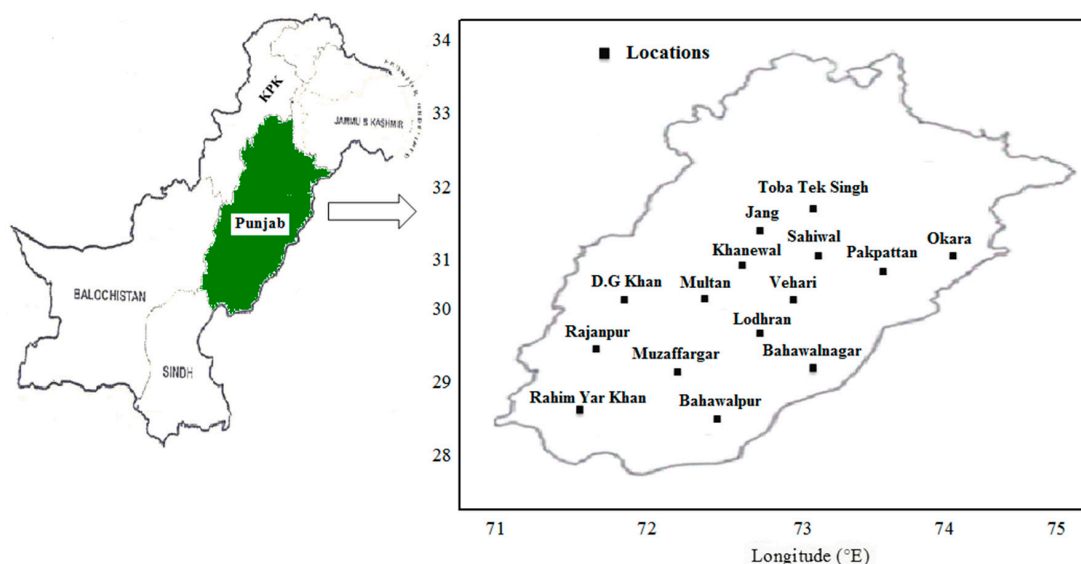 KPK
FRONTIER UNDEFINED
JAMMU & KASHMIR
Punjab
BALOCHISTAN
SINDH
34
33
32
31
30
29
28
Locations
Toba Tek Singh
Jang
Sahiwal
Okara
Khanewal
Pakpattan
D.G Khan
Multan
Vehari
Lodhran
Rajanpur
Muzaffargar
Bahawalnagar
Rahim Yar Khan
Bahawalpur
71 72 73 74 75
Longitude (°E)